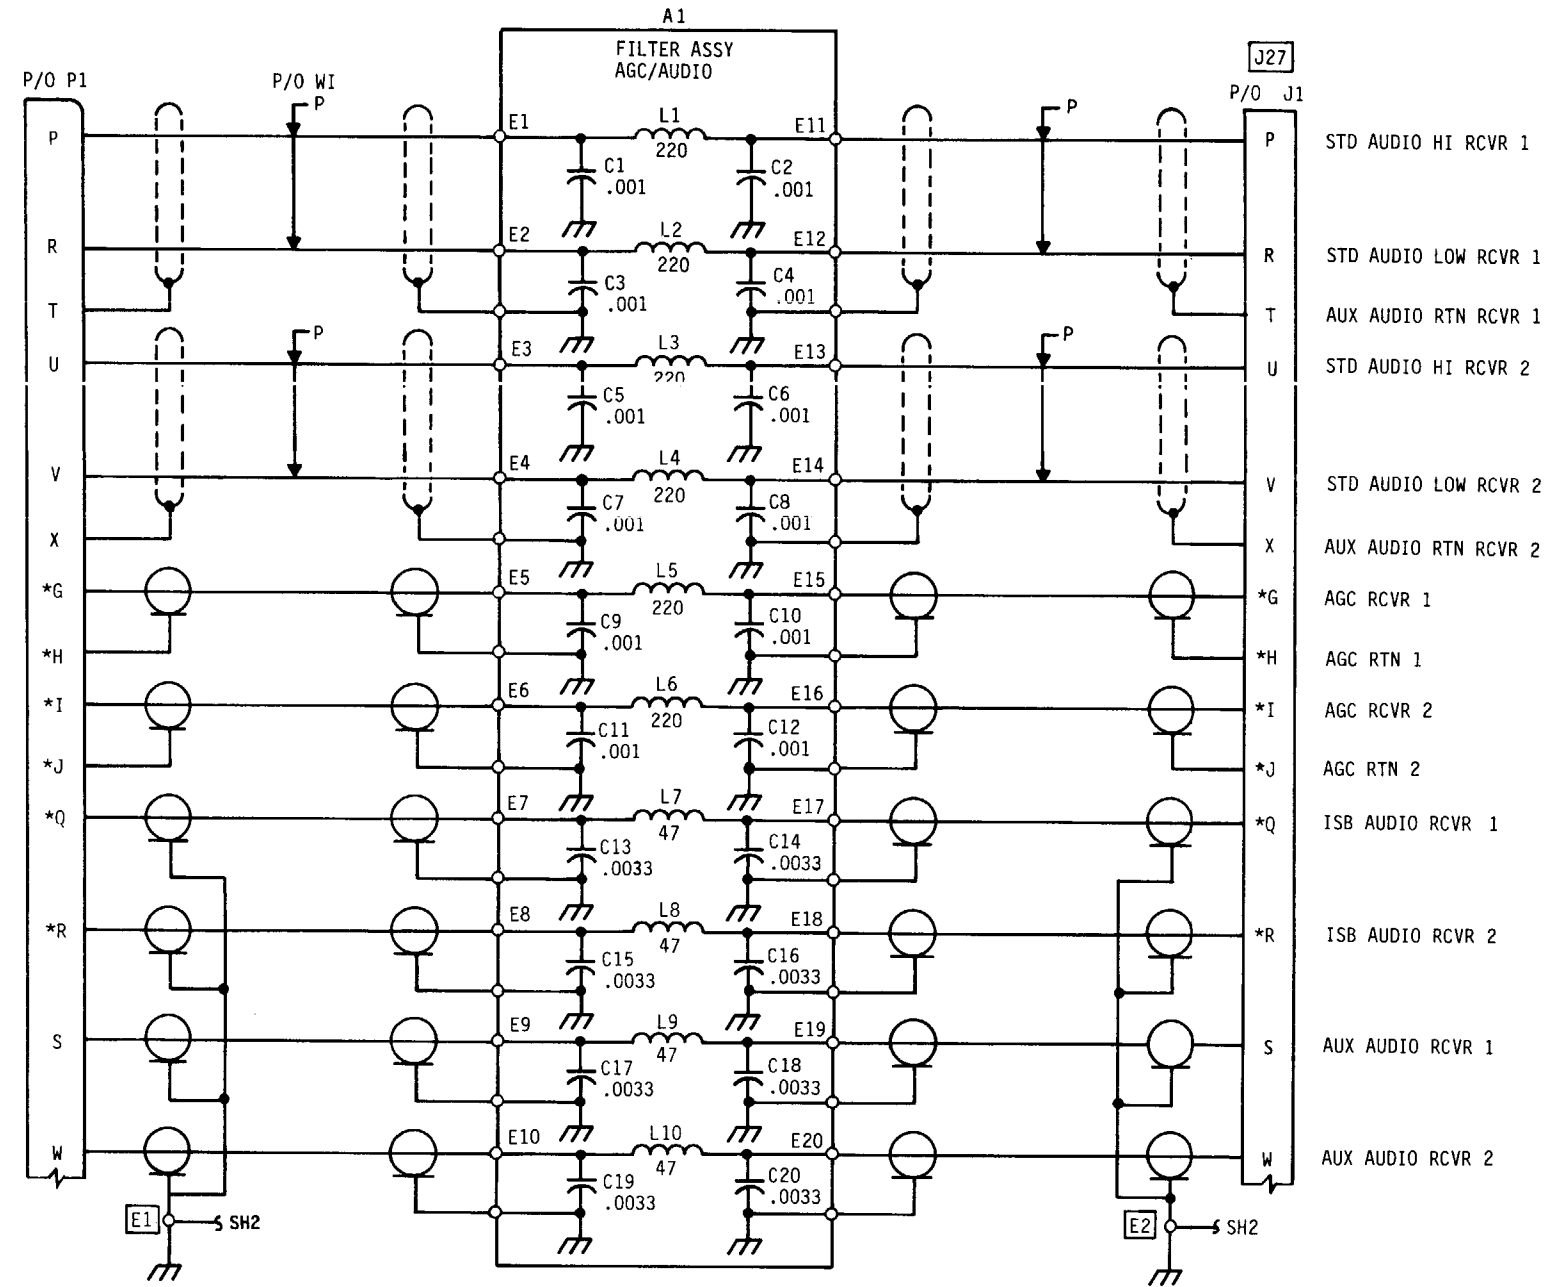 A1
FILTER ASSY
AGC/AUDIO
J27
P/O P1
P/O WI
P/O J1
P
P
P
E1
L1
220
E11
C1
.001
C2
.001
P
STD AUDIO HI RCVR 1
R
E2
L2
220
E12
C3
.001
C4
.001
R
STD AUDIO LOW RCVR 1
T
T
AUX AUDIO RTN RCVR 1
P
P
U
E3
L3
220
E13
C5
.001
C6
.001
U
STD AUDIO HI RCVR 2
V
E4
L4
220
E14
C7
.001
C8
.001
V
STD AUDIO LOW RCVR 2
X
X
AUX AUDIO RTN RCVR 2
*G
E5
L5
220
E15
C9
.001
C10
.001
*G
AGC RCVR 1
*H
*H
AGC RTN 1
*I
E6
L6
220
E16
C11
.001
C12
.001
*I
AGC RCVR 2
*J
*J
AGC RTN 2
*Q
E7
L7
47
E17
C13
.0033
C14
.0033
*Q
ISB AUDIO RCVR 1
*R
E8
L8
47
E18
C15
.0033
C16
.0033
*R
ISB AUDIO RCVR 2
S
E9
L9
47
E19
C17
.0033
C18
.0033
S
AUX AUDIO RCVR 1
W
E10
L10
47
E20
C19
.0033
C20
.0033
W
AUX AUDIO RCVR 2
E1
SH2
E2
SH2